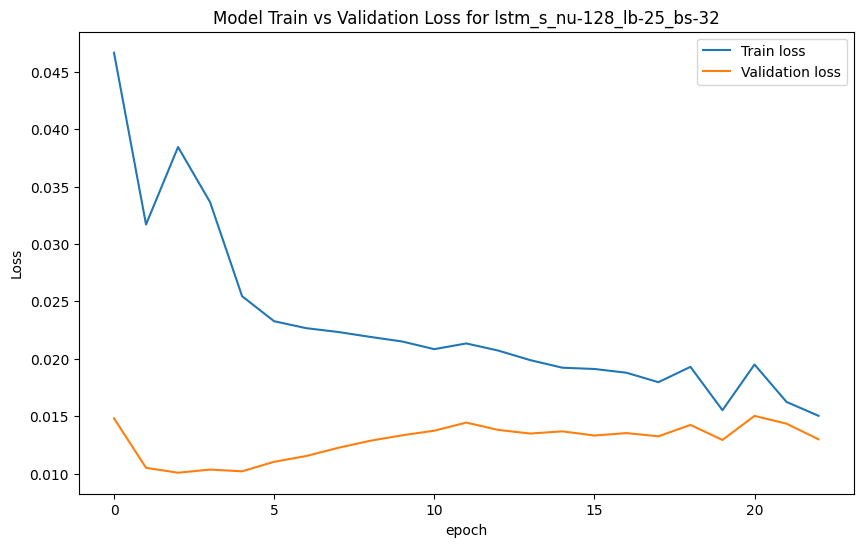 Model Train vs Validation Loss for lstm_s_nu-128_lb-25_bs-32
Train loss
Validation loss
0.045
0.040
0.035
0.030
0.025
0.020
0.015
0.010
Loss
0
5
10
15
20
epoch